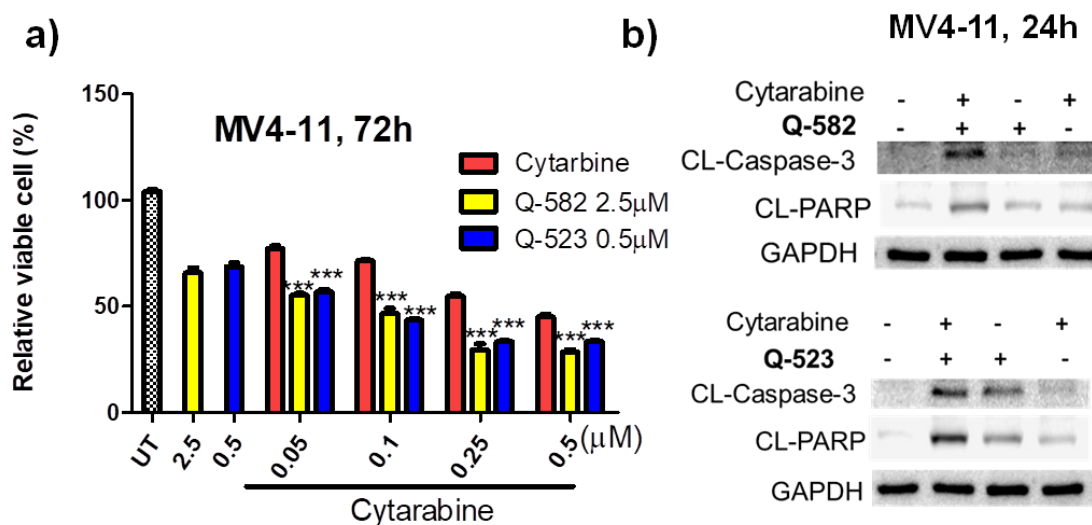 a)
Relative viable cell (%)
150
100
50
0
MV4-11, 72h
Cytarbine
Q-582 2.5μM
Q-523 0.5μM
*** *** *** *** *** *** *** ***
UT 2.5 0.5 0.05 0.1 0.25 0.5 (μM)
Cytarabine
b)
MV4-11, 24h
Cytarabine - + - +
Q-582 - + + -
CL-Caspase-3
CL-PARP
GAPDH
Cytarabine - + - +
Q-523 - + + -
CL-Caspase-3
CL-PARP
GAPDH